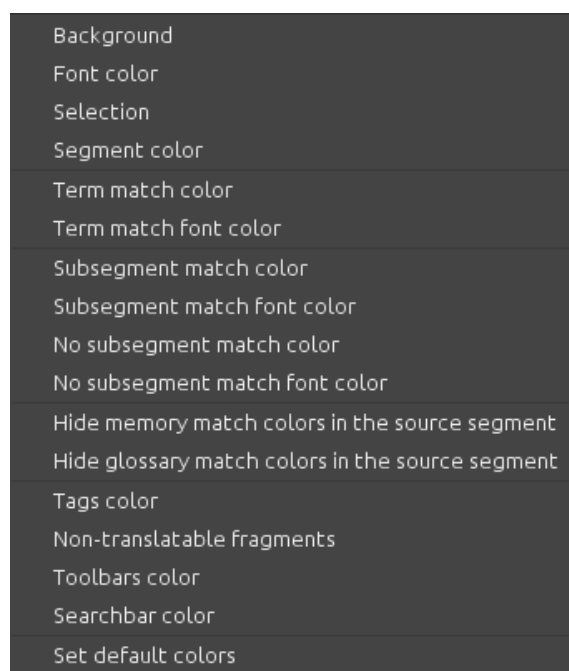 Background
Font color
Selection
Segment color
Term match color
Term match font color
Subsegment match color
Subsegment match font color
No subsegment match color
No subsegment match font color
Hide memory match colors in the source segment
Hide glossary match colors in the source segment
Tags color
Non-translatable fragments
Toolbars color
Searchbar color
Set default colors